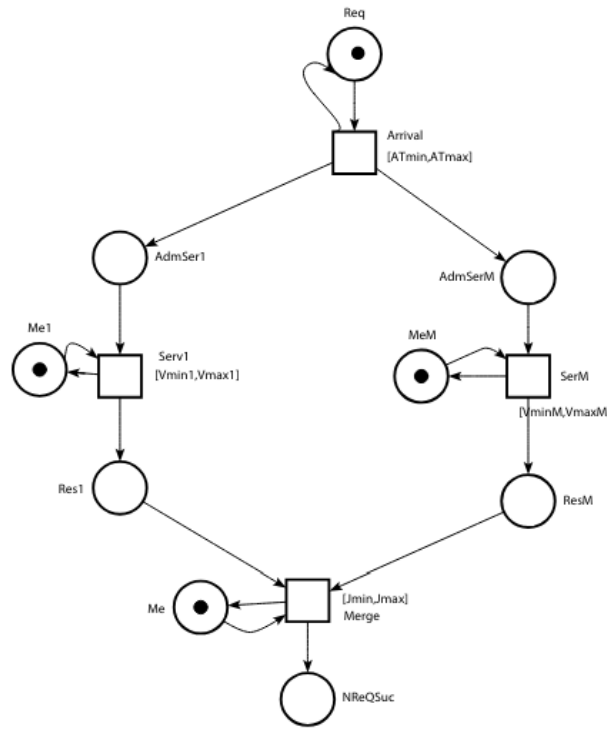 Req
Arrival
[ATmin,ATmax]
AdmSer1
AdmSerM
Me1
MeM
Serv1
[Vmin1,Vmax1]
SerM
[VminM,VmaxM
Res1
ResM
[Jmin,Jmax]
Me
Merge
NReQSuc